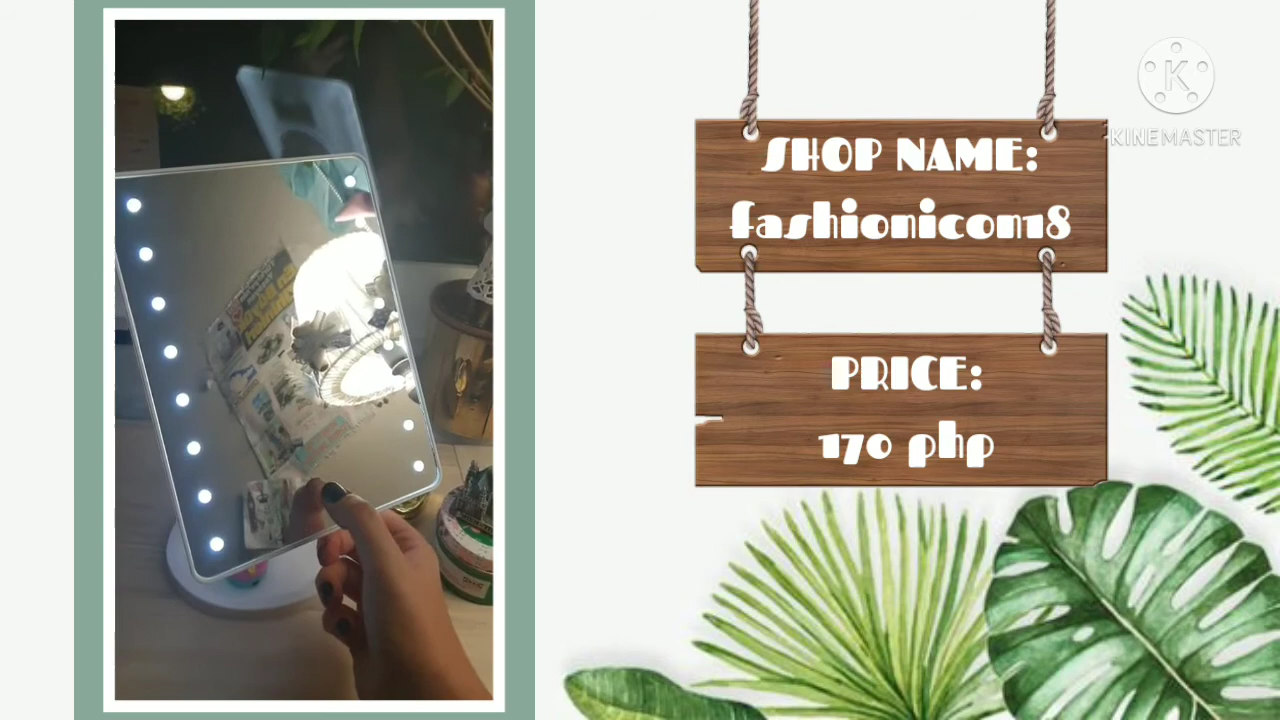 SHOP NAME:
fashionicon18
PRICE:
170 php
K
KINEMASTER